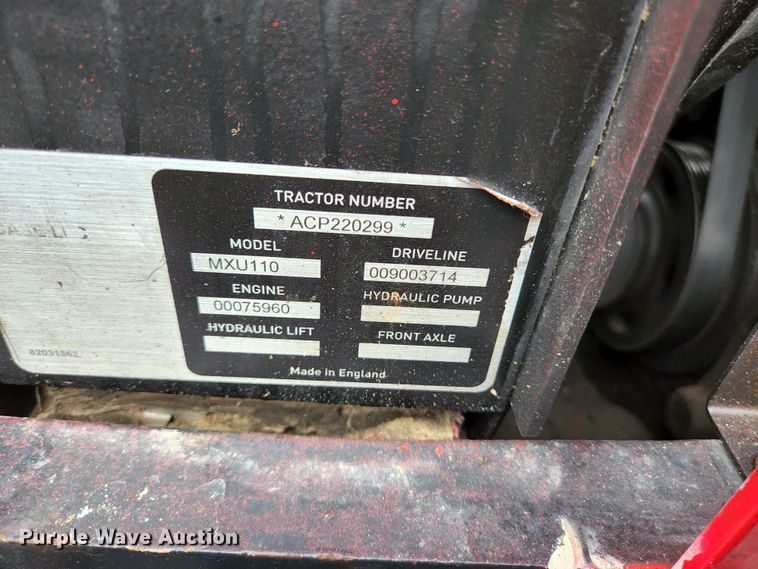 TRACTOR NUMBER
* ACP220299 *
MODEL
DRIVELINE
MXU110
009003714
ENGINE
HYDRAULIC PUMP
00075960
HYDRAULIC LIFT
FRONT AXLE
82031362
Made in England
Purple Wave Auction